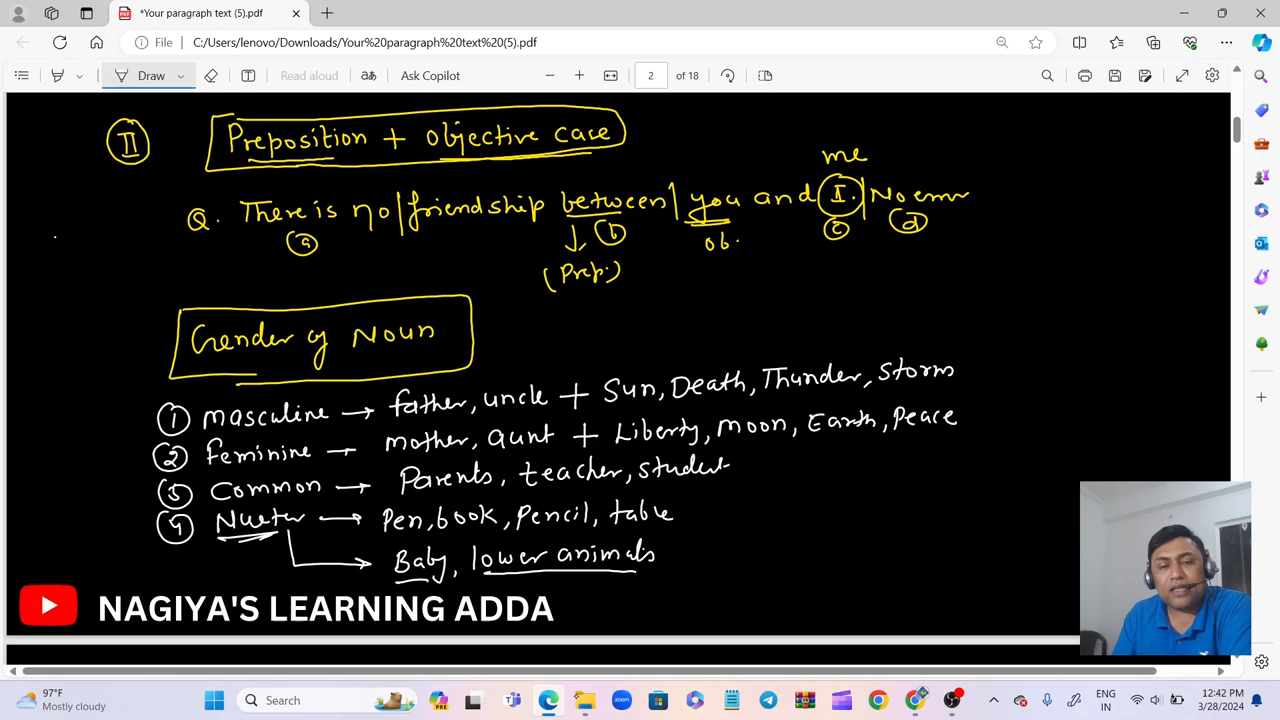 *Your paragraph text (5).pdf
File C:/Users/lenovo/Downloads/Your%20paragraph%20text%20(5).pdf
Draw Read aloud Ask Copilot 2 of 18
II Preposition + objective case
me
Q. There is no/friendship between/you and I./No error
a b c d
ob.
(Prep.)
Gender of Noun
1 masculine → father, uncle + Sun, Death, Thunder, Storm
2 feminine → mother, aunt + Liberty, moon, Earth, Peace
3 Common → Parents, teacher, student
4 Nueter → Pen, book, Pencil, table
Baby, lower animals
NAGIYA'S LEARNING ADDA
97°F
Mostly cloudy
Search
ENG
IN
12:42 PM
3/28/2024